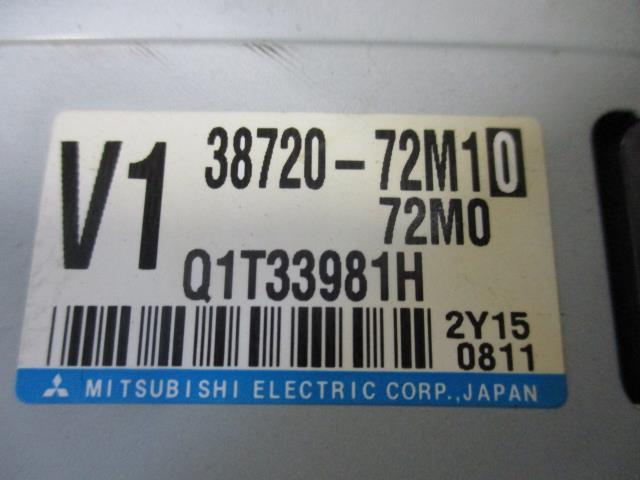 V1
38720-72M10
72M0
Q1T33981H
2Y15
0811
MITSUBISHI ELECTRIC CORP.,JAPAN